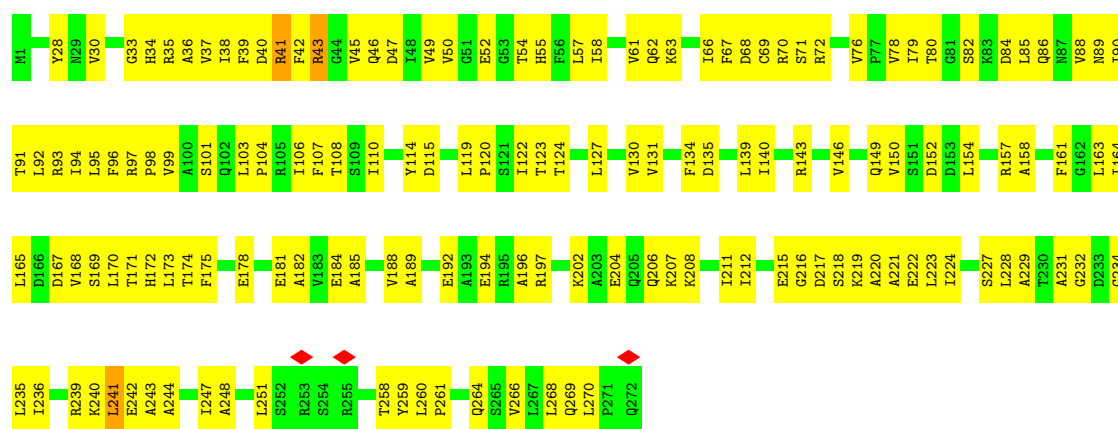 M1 Y28 N29 V30 G33 H34 R35 A36 V37 I38 F39 D40 R41 F42 R43 G44 V45 Q46 D47 I48 V49 V50 G51 E52 G53 T54 H55 F56 L57 I58 V61 Q62 K63 I66 F67 D68 C69 R70 S71 R72 V76 P77 V78 I79 T80 G81 S82 K83 D84 L85 Q86 N87 V88 N89
T91 L92 R93 I94 L95 F96 R97 P98 V99 A100 S101 Q102 L103 P104 R105 I106 F107 T108 S109 I110 Y114 D115 L119 P120 S121 I122 T123 T124 L127 V130 V131 F134 D135 L139 I140 R143 V146 Q149 V150 S151 D152 D153 L154 R157 A158 F161 G162 L163
L165 D166 D167 V168 S169 L170 T171 H172 L173 T174 F175 E178 E181 A182 V183 E184 A185 V188 A189 E192 A193 E194 R195 A196 R197 K202 A203 E204 Q205 Q206 K207 K208 I211 I212 E215 G216 D217 S218 K219 A220 A221 E222 L223 I224 S227 L228 A229 T230 A231 G232 D233
L235 I236 R239 K240 L241 E242 A243 A244 I247 A248 L251 S252 R253 S254 R255 T258 Y259 L260 P261 Q264 S265 V266 L267 L268 Q269 L270 P271 Q272